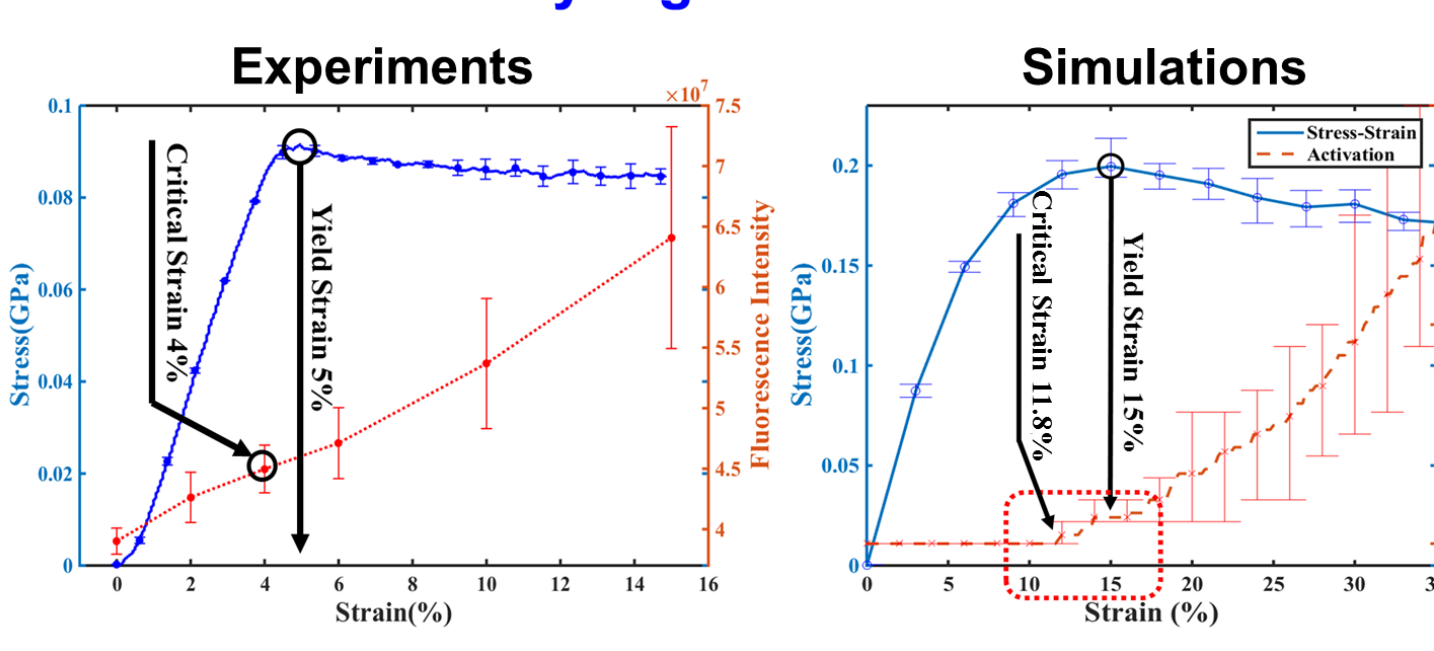 Experiments
×10⁷
0.1
0.08
0.06
0.04
0.02
0
7.5
7
6.5
6
5.5
5
4.5
4
Stress(GPa)
Fluorescence Intensity
Critical Strain 4%
Yield Strain 5%
0 2 4 6 8 10 12 14 16
Strain(%)
Simulations
Stress-Strain
Activation
0.2
0.15
0.1
0.05
0
Stress(GPa)
Critical Strain 11.8%
Yield Strain 15%
0 5 10 15 20 25 30
Strain (%)